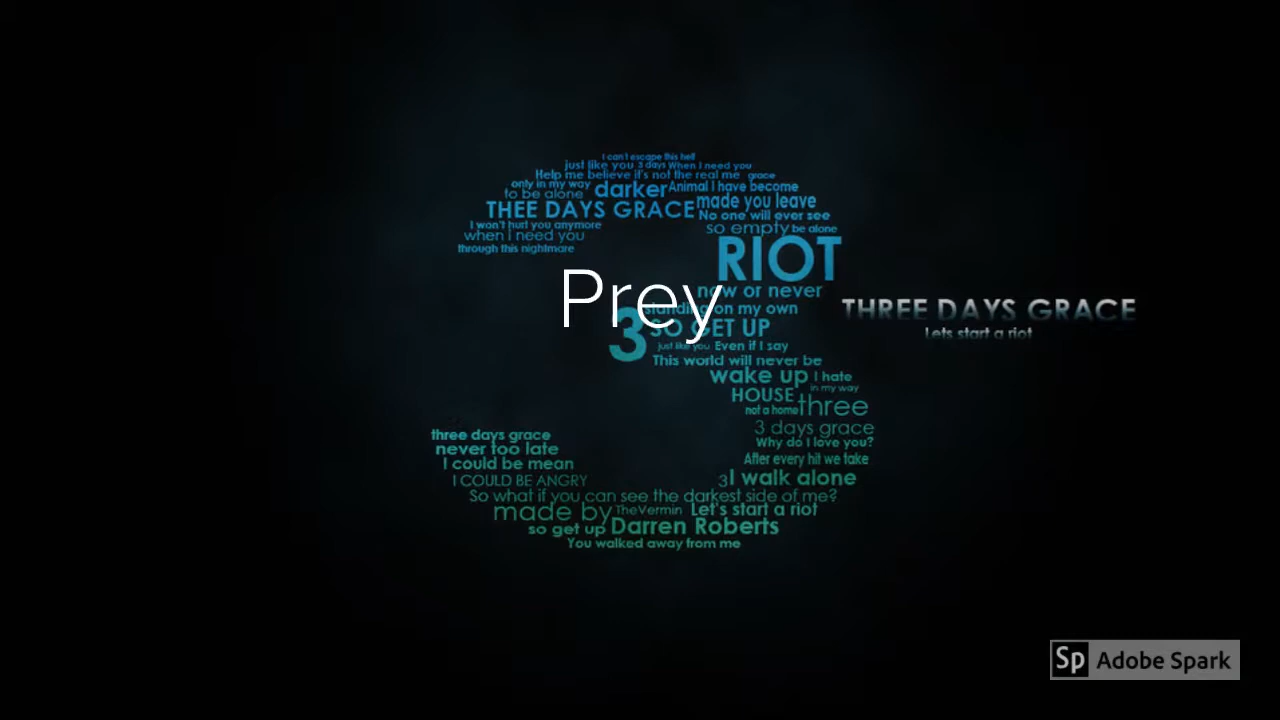 I can't escape this hell
just like you 3 days When I need you
Help me believe it's not the real me grace
only in my way
to be alone darker Animal I have become
THEE DAYS GRACE made you leave
No one will ever see
I won't hurt you anymore so empty be alone
when I need you
through this nightmare
RIOT
Prey
now or never
standing on my own
3 SO GET UP
just like you Even if I say
This world will never be
wake up I hate
in my way
HOUSE
not a home three
3 days grace
Why do I love you?
After every hit we take
3 I walk alone
THREE DAYS GRACE
Lets start a riot
three days grace
never too late
I could be mean
I COULD BE ANGRY
So what if you can see the darkest side of me?
made by TheVermin Let's start a riot
so get up Darren Roberts
You walked away from me
Sp Adobe Spark